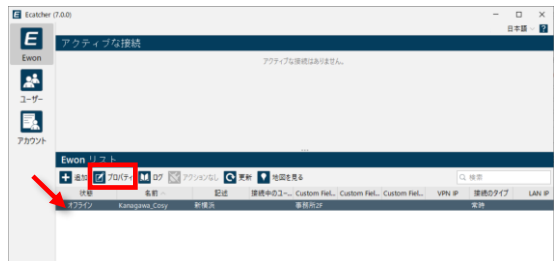 Ecatcher (7.0.0)
日本語
Ewon
ユーザー
アカウント
アクティブな接続
アクティブな接続はありません。
Ewon リスト
追加 プロパティ ログ アクションなし 更新 地図を見る 検索
状態 名前 記述 接続中のユー... Custom Fiel... Custom Fiel... Custom Fiel... VPN IP 接続のタイプ LAN IP
オフライン Kanagawa_Cosy 新横浜 事務所2F 常時